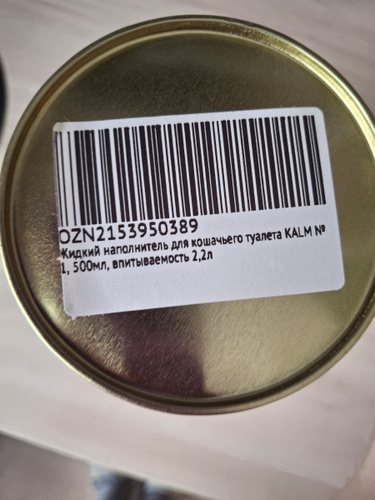 OZN2153950389
Жидкий наполнитель для кошачьего туалета KALM №
1, 500мл, впитываемость 2,2л